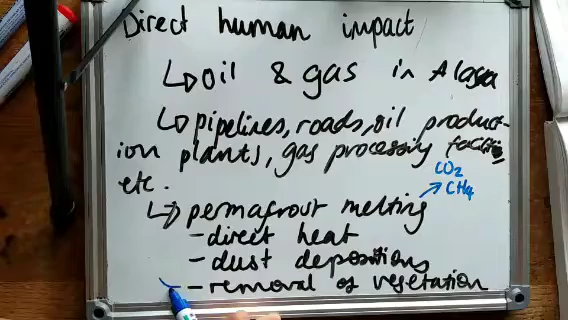 Direct human impact
↳ oil & gas in Alaska
↳ pipelines, roads, oil product-
ion plants, gas processing facilities,
etc.
CO2
↳ permafrost melting ↗ CH4
- direct heat
- dust depositions
- removal of vegetation